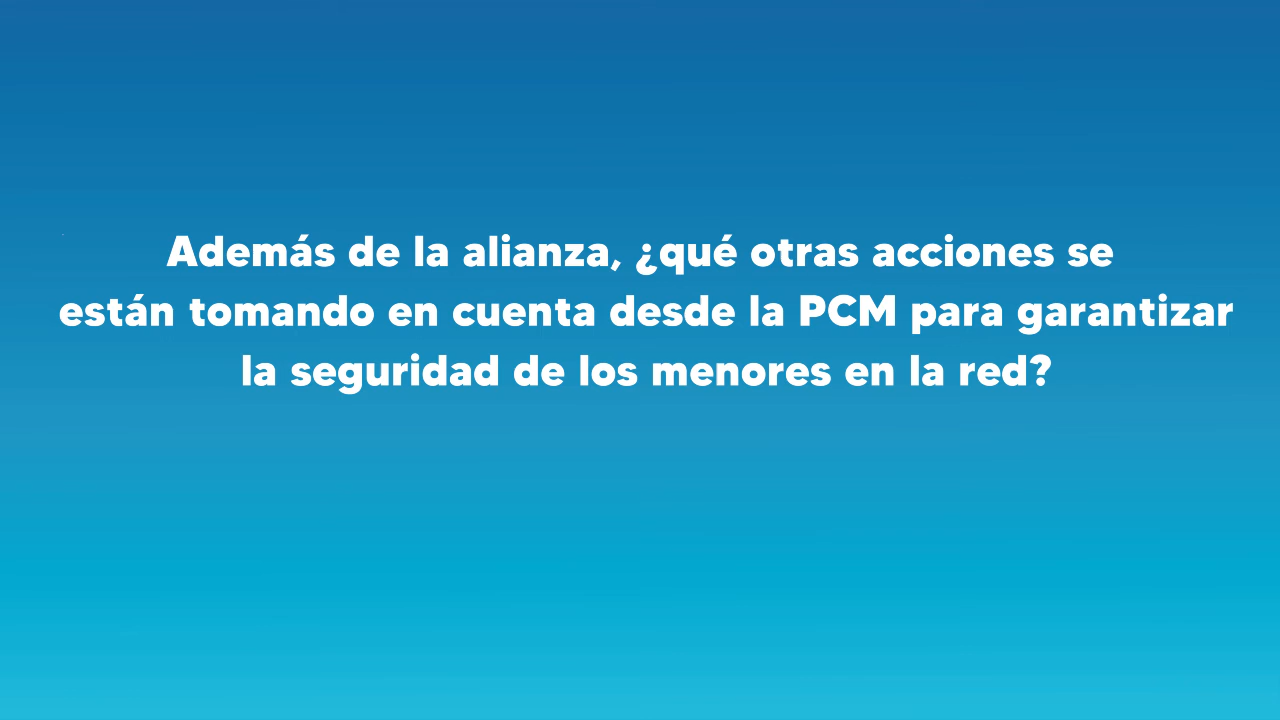 Además de la alianza, ¿qué otras acciones se
están tomando en cuenta desde la PCM para garantizar
la seguridad de los menores en la red?